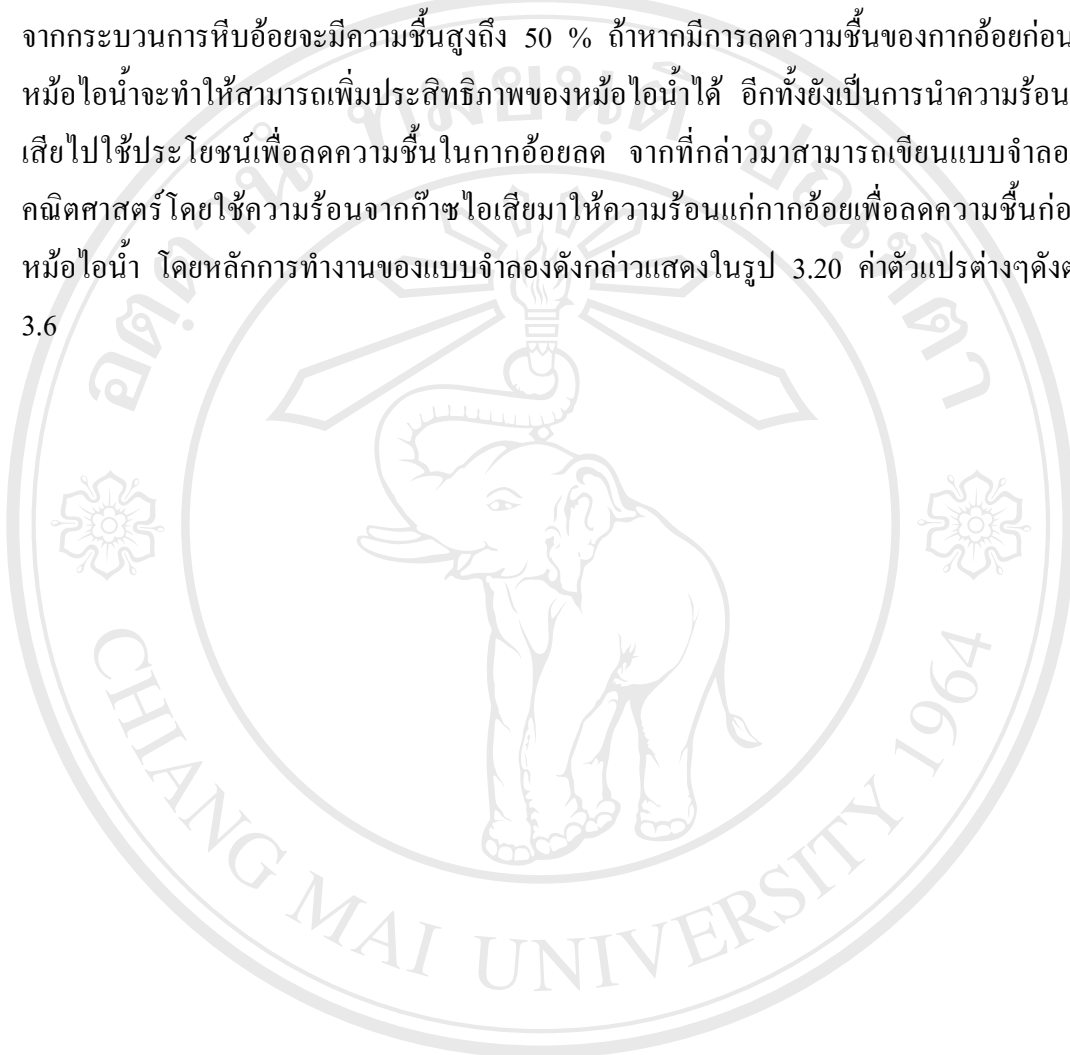 จากกระบวนการหีบอ้อยจะมีความชื้นสูงถึง 50 % ถ้าหากมีการลดความชื้นของกากอ้อยก่อน
หม้อไอน้ำจะทำให้สามารถเพิ่มประสิทธิภาพของหม้อไอน้ำได้ อีกทั้งยังเป็นการนำความร้อน
เสียไปใช้ประโยชน์เพื่อลดความชื้นในกากอ้อยลด จากที่กล่าวมาสามารถเขียนแบบจำลอ
คณิตศาสตร์โดยใช้ความร้อนจากก๊าซไอเสียมาให้ความร้อนแก่กากอ้อยเพื่อลดความชื้นก่อ
หม้อไอน้ำ โดยหลักการทำงานของแบบจำลองดังกล่าวแสดงในรูป 3.20 ค่าตัวแปรต่างๆดังต
3.6
อตฺตานํ ทมยนฺติ ปณฺฑิตา
CHIANG MAI UNIVERSITY 1964